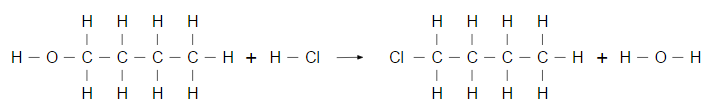 H H H H H H H H
H — O — C — C — C — C — H + H — Cl ⟶ Cl — C — C — C — C — H + H — O — H
H H H H H H H H